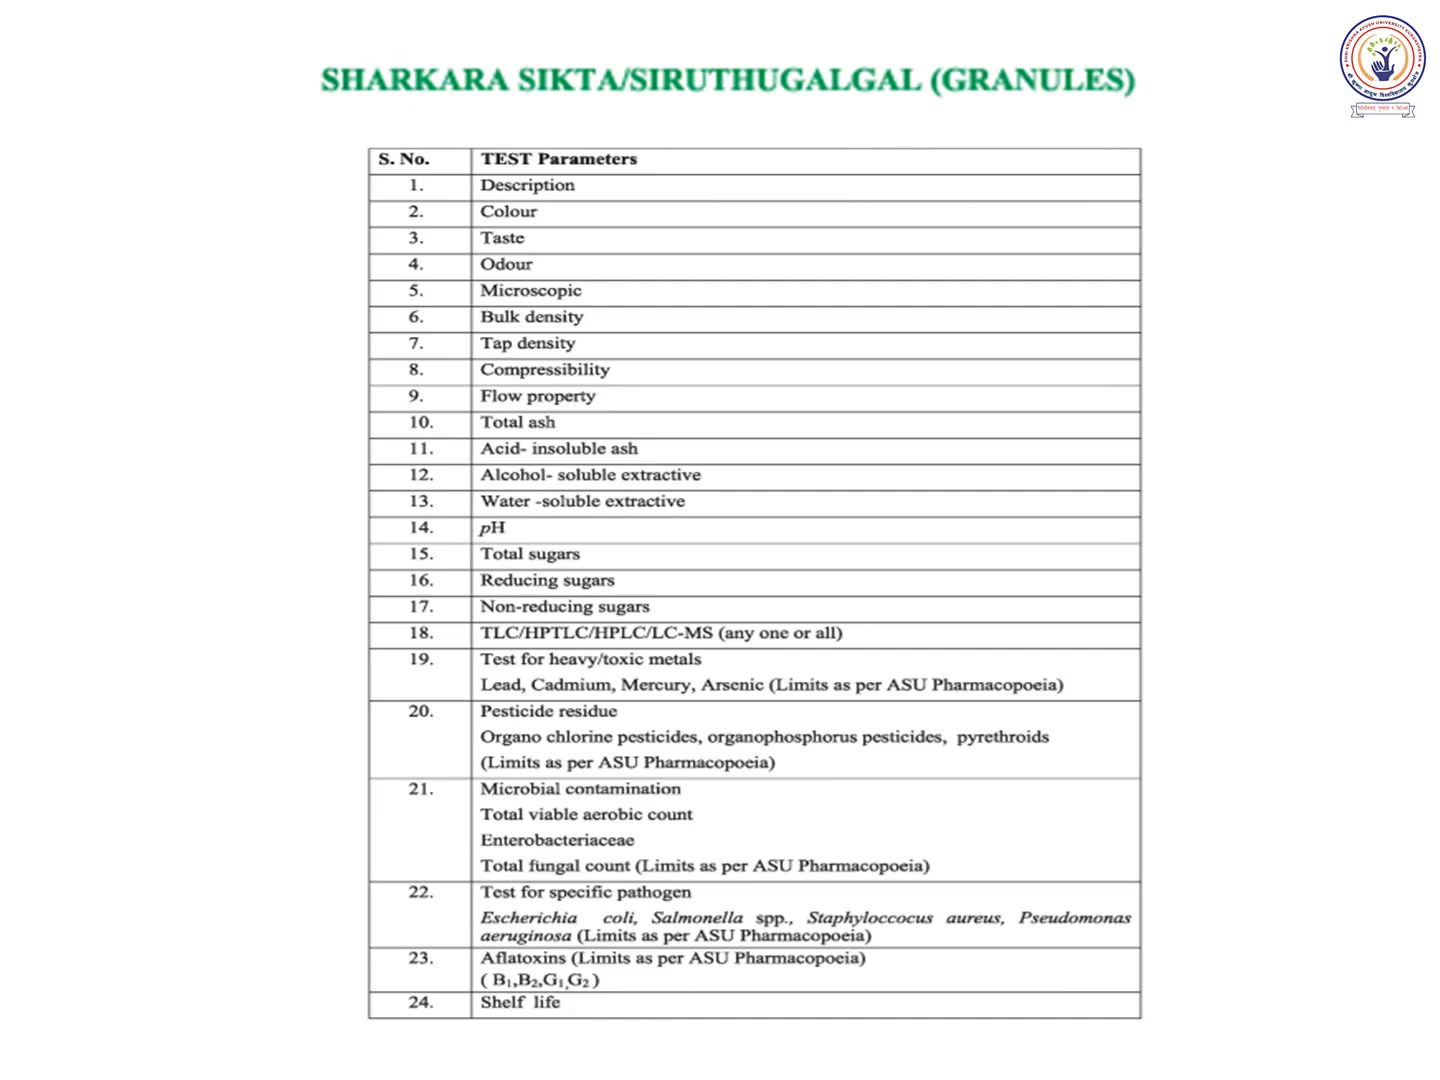 SHARKARA SIKTA/SIRUTHUGALGAL (GRANULES)
S. No. TEST Parameters
1. Description
2. Colour
3. Taste
4. Odour
5. Microscopic
6. Bulk density
7. Tap density
8. Compressibility
9. Flow property
10. Total ash
11. Acid- insoluble ash
12. Alcohol- soluble extractive
13. Water -soluble extractive
14. pH
15. Total sugars
16. Reducing sugars
17. Non-reducing sugars
18. TLC/HPTLC/HPLC/LC-MS (any one or all)
19. Test for heavy/toxic metals
Lead, Cadmium, Mercury, Arsenic (Limits as per ASU Pharmacopoeia)
20. Pesticide residue
Organo chlorine pesticides, organophosphorus pesticides, pyrethroids
(Limits as per ASU Pharmacopoeia)
21. Microbial contamination
Total viable aerobic count
Enterobacteriaceae
Total fungal count (Limits as per ASU Pharmacopoeia)
22. Test for specific pathogen
Escherichia coli, Salmonella spp., Staphyloccocus aureus, Pseudomonas
aeruginosa (Limits as per ASU Pharmacopoeia)
23. Aflatoxins (Limits as per ASU Pharmacopoeia)
( B₁,B₂,G₁,G₂ )
24. Shelf life